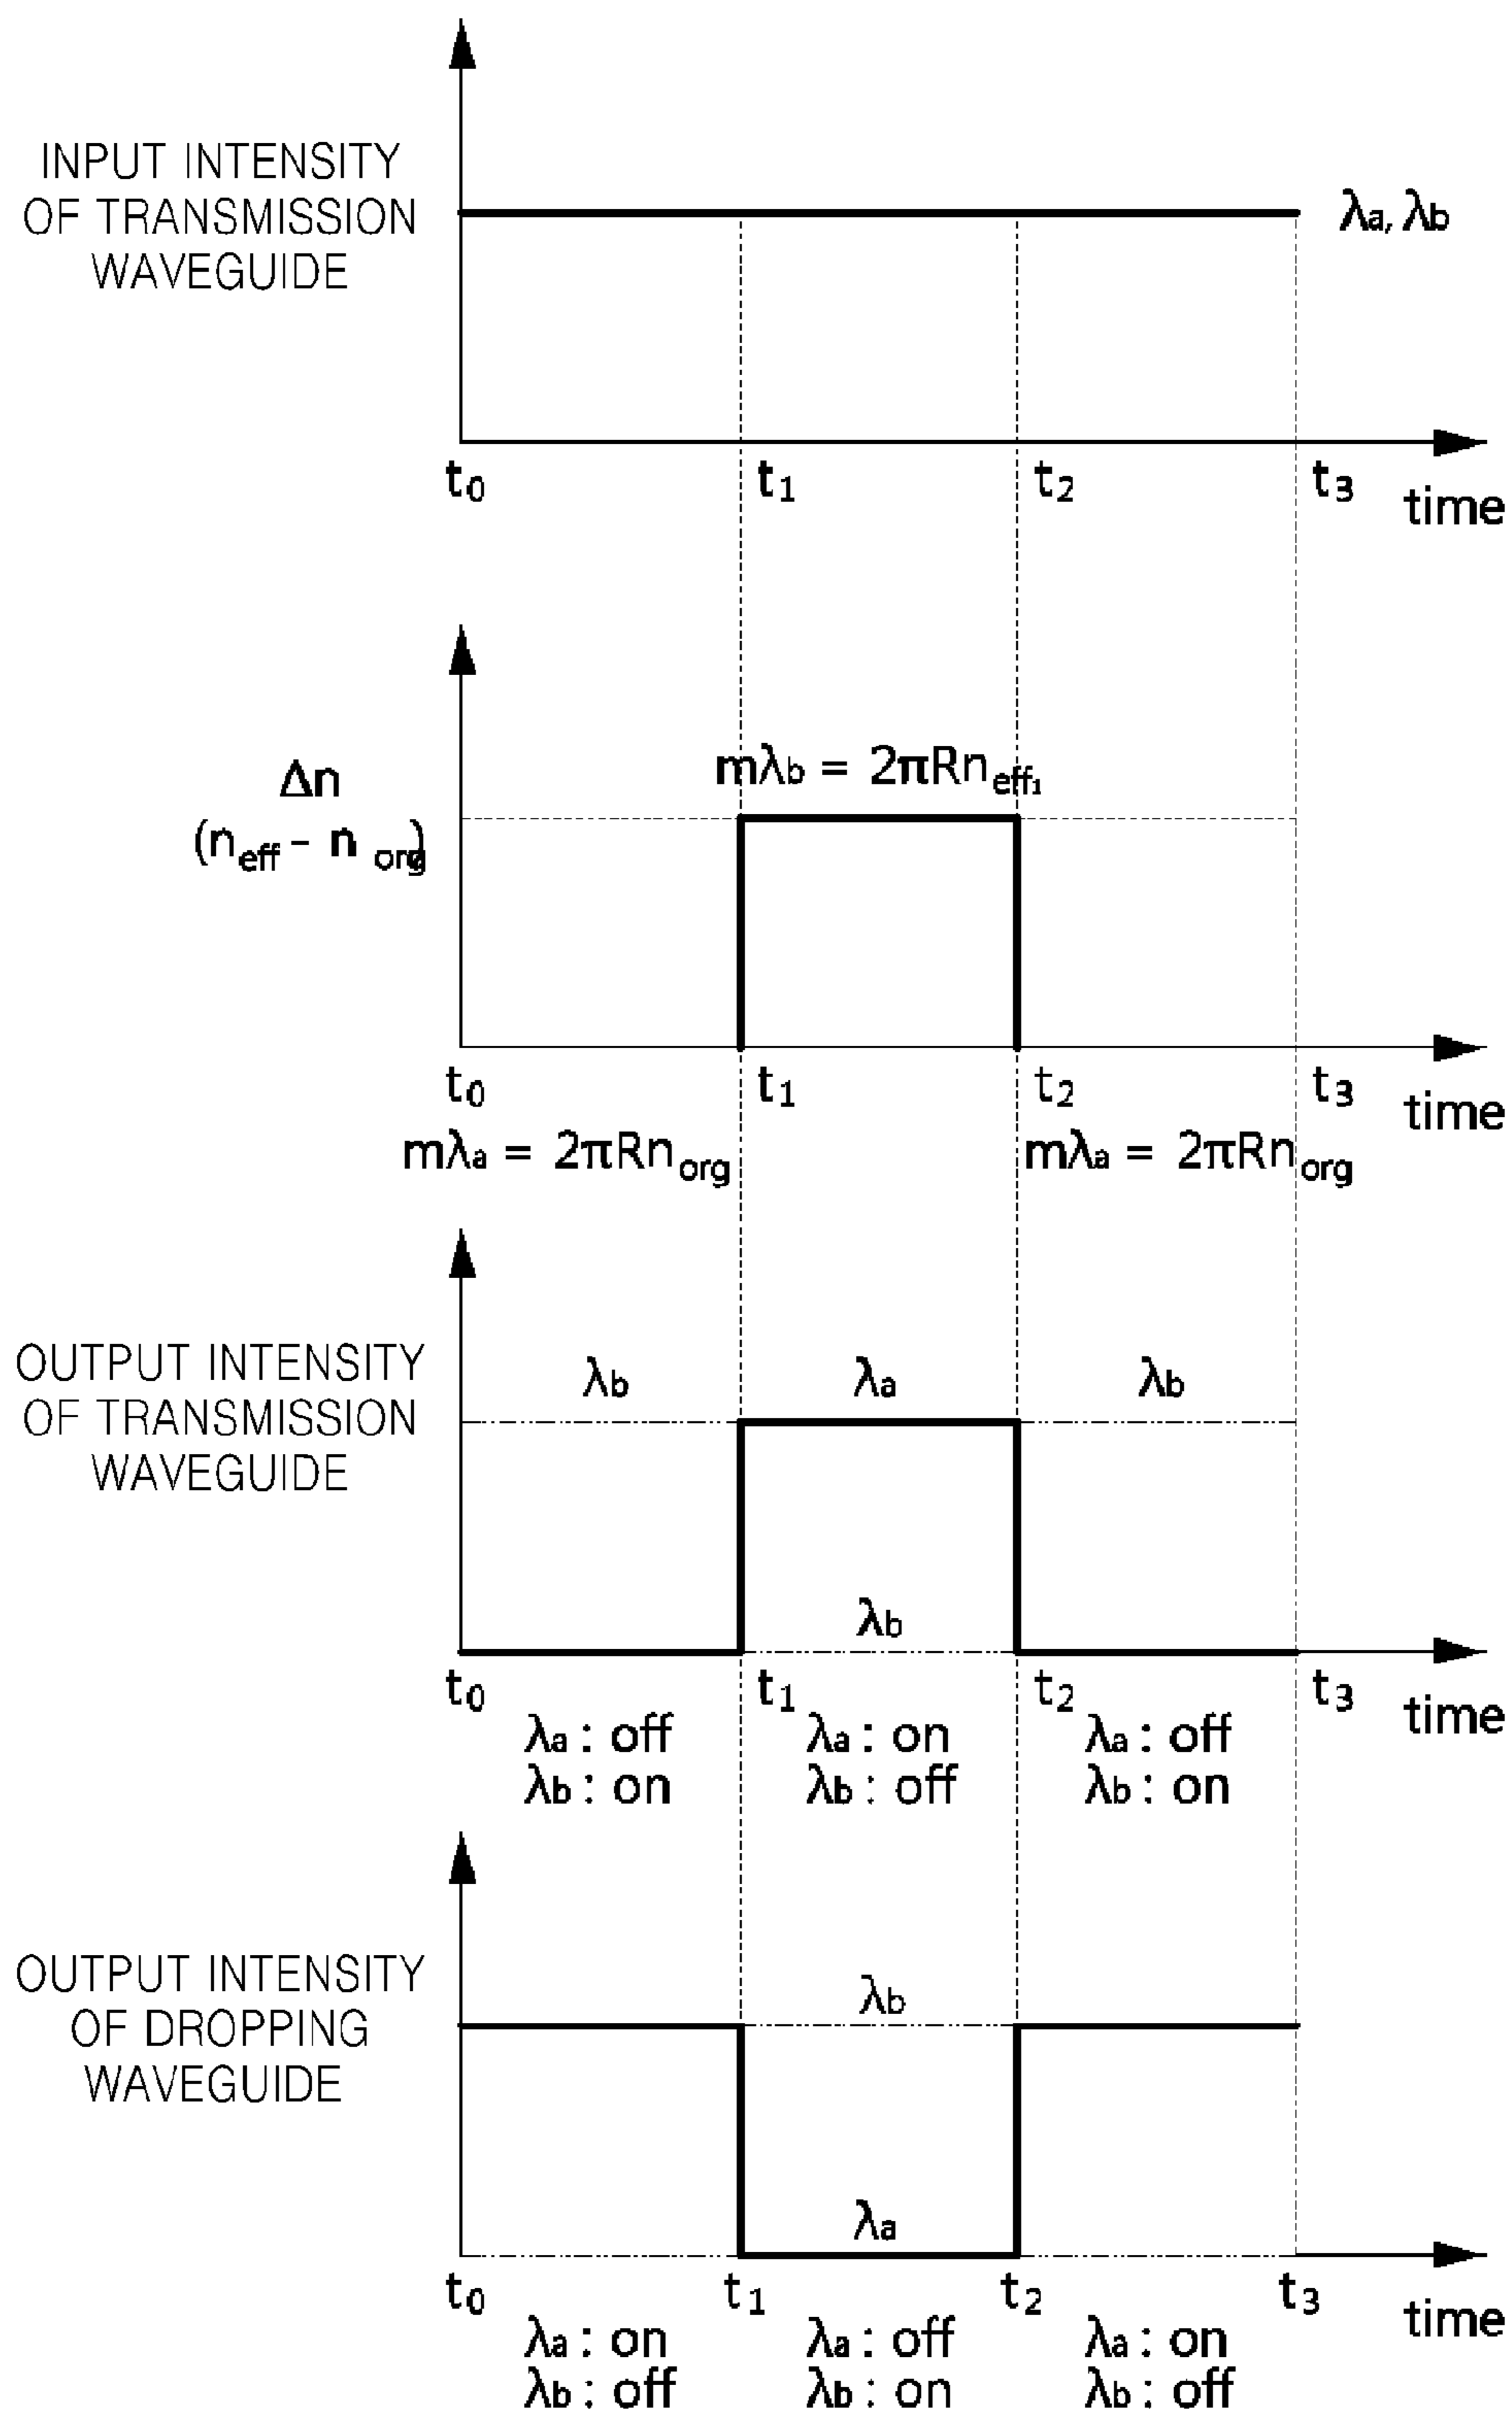 INPUT INTENSITY
OF TRANSMISSION
WAVEGUIDE
λa, λb
t0 t1 t2 t3
time
Δn
(neff - n org)
mλb = 2πRneff1
t0 t1 t2 t3
time
mλa = 2πRnorg mλa = 2πRnorg
OUTPUT INTENSITY
OF TRANSMISSION
WAVEGUIDE
λb λa λb
λb
t0 t1 t2 t3
time
λa : off λa : on λa : off
λb : on λb : off λb : on
OUTPUT INTENSITY
OF DROPPING
WAVEGUIDE
λb
λa
t0 t1 t2 t3
time
λa : on λa : off λa : on
λb : off λb : on λb : off